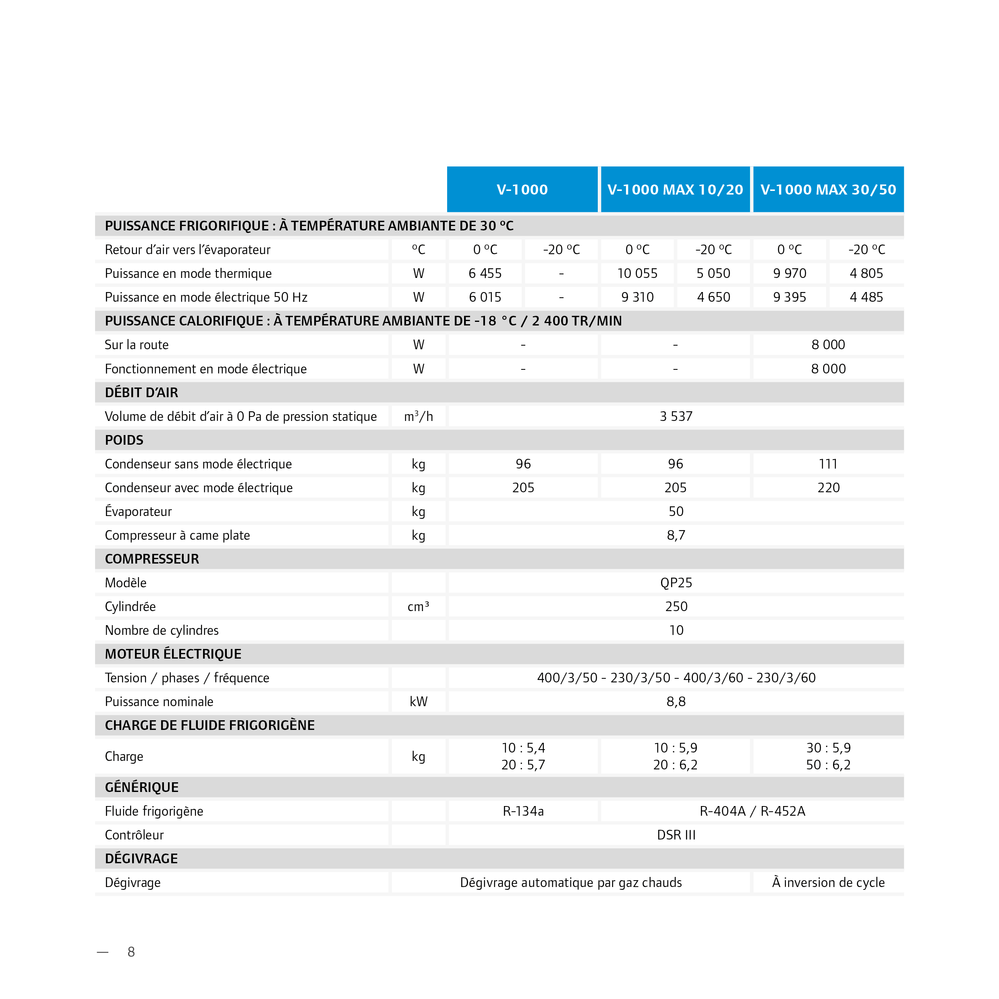 V-1000 V-1000 MAX 10/20 V-1000 MAX 30/50
PUISSANCE FRIGORIFIQUE : À TEMPÉRATURE AMBIANTE DE 30 ºC
Retour d’air vers l’évaporateur ºC 0 ºC -20 ºC 0 ºC -20 ºC 0 ºC -20 ºC
Puissance en mode thermique W 6 455 - 10 055 5 050 9 970 4 805
Puissance en mode électrique 50 Hz W 6 015 - 9 310 4 650 9 395 4 485
PUISSANCE CALORIFIQUE : À TEMPÉRATURE AMBIANTE DE -18 °C / 2 400 TR/MIN
Sur la route W - - 8 000
Fonctionnement en mode électrique W - - 8 000
DÉBIT D’AIR
Volume de débit d’air à 0 Pa de pression statique m³/h 3 537
POIDS
Condenseur sans mode électrique kg 96 96 111
Condenseur avec mode électrique kg 205 205 220
Évaporateur kg 50
Compresseur à came plate kg 8,7
COMPRESSEUR
Modèle QP25
Cylindrée cm³ 250
Nombre de cylindres 10
MOTEUR ÉLECTRIQUE
Tension / phases / fréquence 400/3/50 - 230/3/50 - 400/3/60 - 230/3/60
Puissance nominale kW 8,8
CHARGE DE FLUIDE FRIGORIGÈNE
Charge kg 10 : 5,4 10 : 5,9 30 : 5,9
20 : 5,7 20 : 6,2 50 : 6,2
GÉNÉRIQUE
Fluide frigorigène R-134a R-404A / R-452A
Contrôleur DSR III
DÉGIVRAGE
Dégivrage Dégivrage automatique par gaz chauds À inversion de cycle
— 8